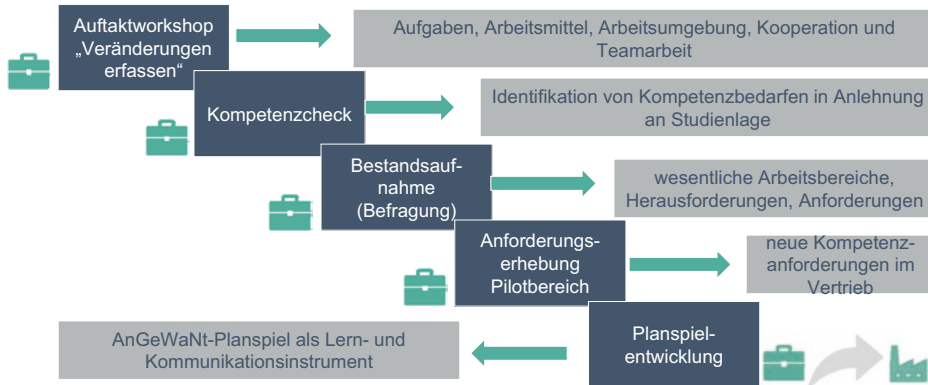 Auftaktworkshop
„Veränderungen
erfassen“
Aufgaben, Arbeitsmittel, Arbeitsumgebung, Kooperation und
Teamarbeit
Kompetenzcheck
Identifikation von Kompetenzbedarfen in Anlehnung
an Studienlage
Bestandsauf-
nahme
(Befragung)
wesentliche Arbeitsbereiche,
Herausforderungen, Anforderungen
Anforderungs-
erhebung
Pilotbereich
neue Kompetenz-
anforderungen im
Vertrieb
Planspiel-
entwicklung
AnGeWaNt-Planspiel als Lern- und
Kommunikationsinstrument